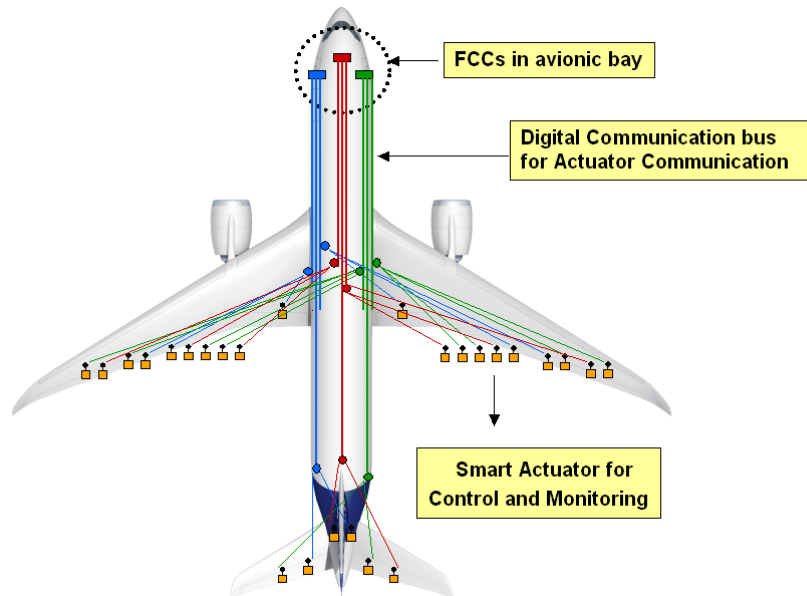 FCCs in avionic bay
Digital Communication bus
for Actuator Communication
Smart Actuator for
Control and Monitoring